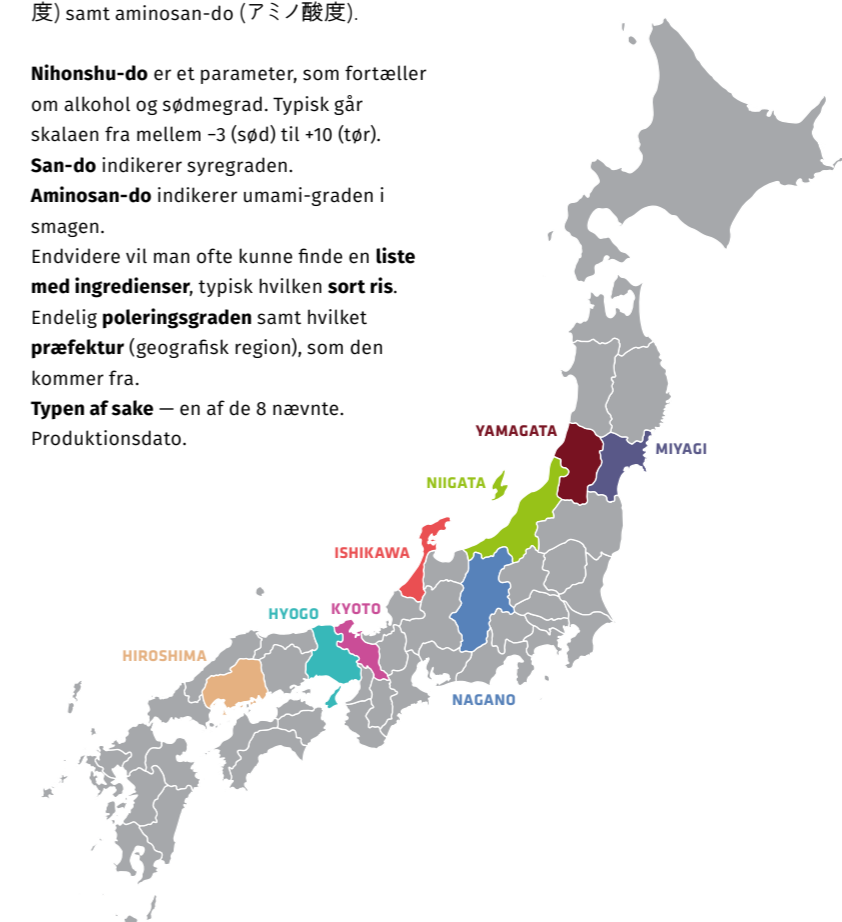 度) samt aminosan-do (アミノ酸度).
Nihonshu-do er et parameter, som fortæller
om alkohol og sødmegrad. Typisk går
skalaen fra mellem −3 (sød) til +10 (tør).
San-do indikerer syregraden.
Aminosan-do indikerer umami-graden i
smagen.
Endvidere vil man ofte kunne finde en liste
med ingredienser, typisk hvilken sort ris.
Endelig poleringsgraden samt hvilket
præfektur (geografisk region), som den
kommer fra.
Typen af sake — en af de 8 nævnte.
Produktionsdato.
YAMAGATA
MIYAGI
NIIGATA
ISHIKAWA
HYOGO
KYOTO
HIROSHIMA
NAGANO